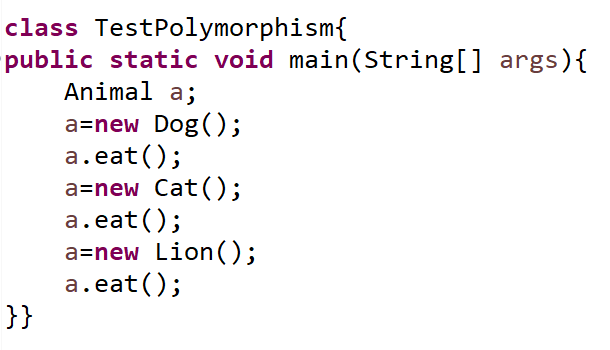 class TestPolymorphism{
public static void main(String[] args){
    Animal a;
    a=new Dog();
    a.eat();
    a=new Cat();
    a.eat();
    a=new Lion();
    a.eat();
}}